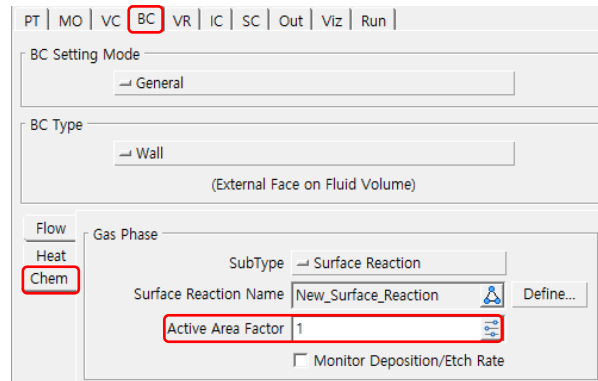 PT MO VC BC VR IC SC Out Viz Run
BC Setting Mode
General
BC Type
Wall
(External Face on Fluid Volume)
Flow
Heat
Chem
Gas Phase
SubType Surface Reaction
Surface Reaction Name New_Surface_Reaction Define...
Active Area Factor 1
Monitor Deposition/Etch Rate